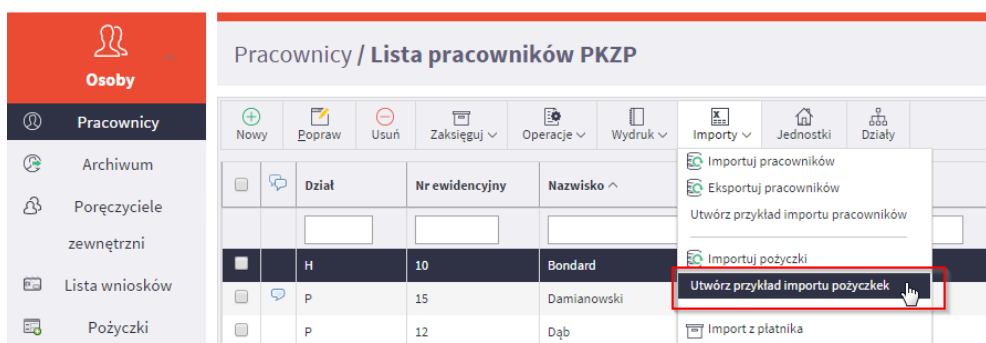 Osoby
Pracownicy
Archiwum
Poręczyciele
zewnętrzni
Lista wniosków
Pożyczki
Pracownicy / Lista pracowników PKZP
Nowy Popraw Usuń Zaksięguj Operacje Wydruk Importy Jednostki Działy
Dział Nr ewidencyjny Nazwisko
H 10 Bondard
P 15 Damianowski
P 12 Dąb
Importuj pracowników
Eksportuj pracowników
Utwórz przykład importu pracowników
Importuj pożyczki
Utwórz przykład importu pożyczkek
Import z płatnika